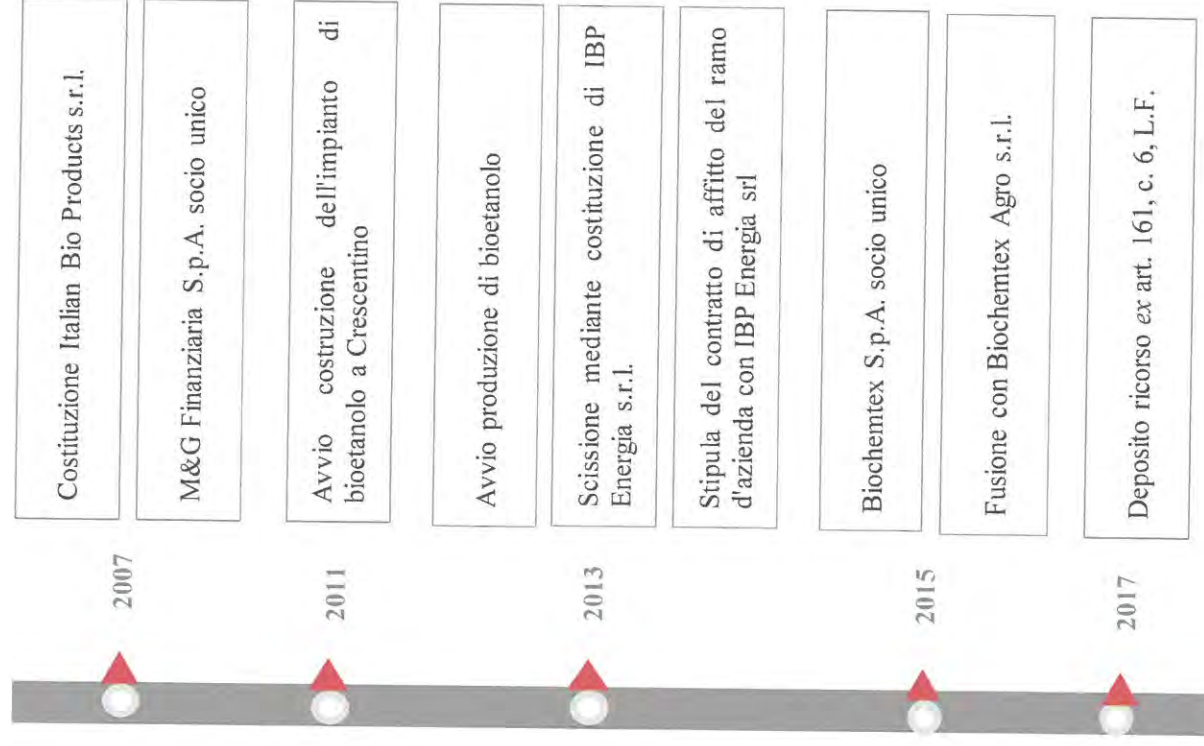 2007
Costituzione Italian Bio Products s.r.l.
M&G Finanziaria S.p.A. socio unico
2011
Avvio costruzione dell'impianto di
bioetanolo a Crescentino
2013
Avvio produzione di bioetanolo
Scissione mediante costituzione di IBP
Energia s.r.l.
Stipula del contratto di affitto del ramo
d'azienda con IBP Energia srl
2015
Biochemtex S.p.A. socio unico
Fusione con Biochemtex Agro s.r.l.
2017
Deposito ricorso ex art. 161, c. 6, L.F.